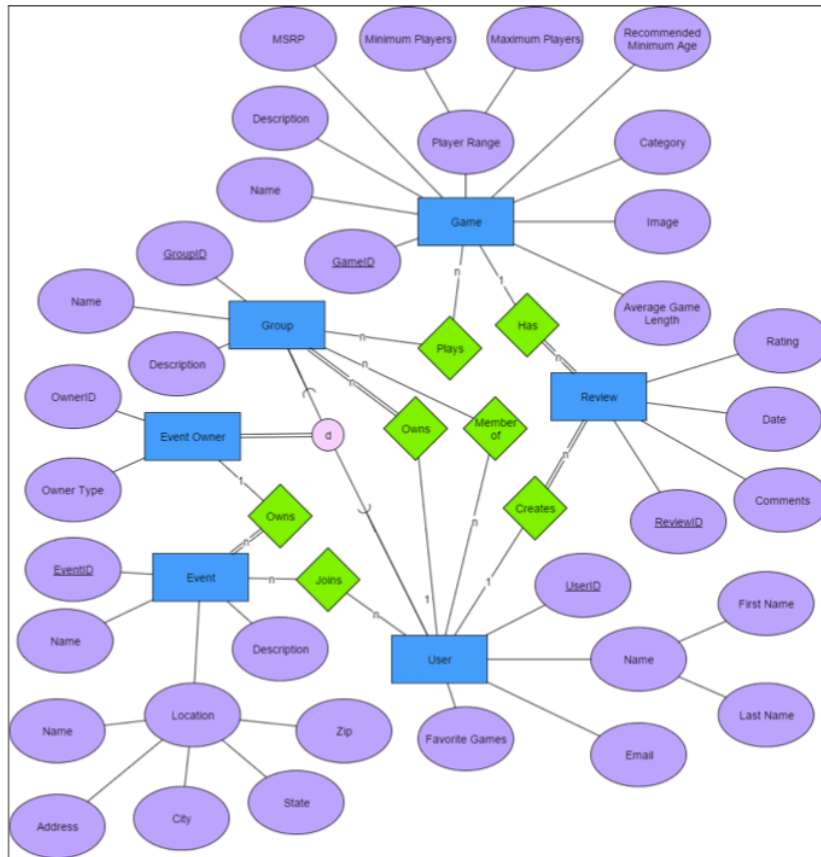 MSRP
Minimum Players
Maximum Players
Recommended
Minimum Age
Description
Player Range
Category
Name
Game
Image
GroupID
GameID
n
1
Name
Group
n
Plays
Has
Average Game
Length
n
Rating
Description
n
n
OwnerID
Event Owner
d
Owns
Member
of
Review
Date
n
Owner Type
1
Owns
Creates
Comments
ReviewID
n
n
EventID
Event
n
Joins
1
UserID
First Name
Name
Description
n
1
User
Name
Location
Name
Zip
Favorite Games
Last Name
Email
Address
City
State